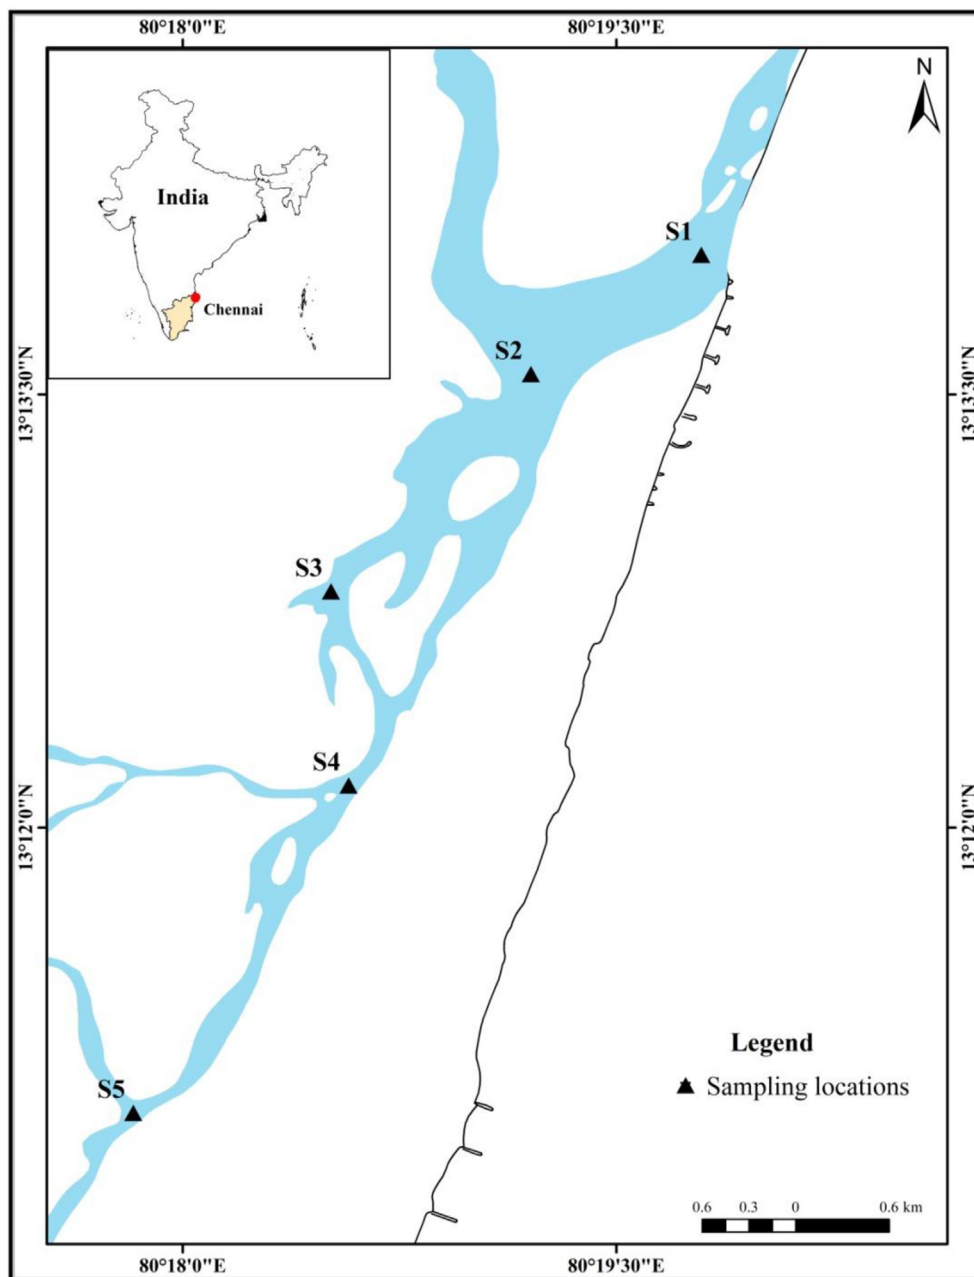 80°18'0"E
80°19'30"E
N
India
Chennai
S1
S2
13°13'30"N
13°13'30"N
S3
S4
13°12'0"N
13°12'0"N
S5
Legend
Sampling locations
0.6 0.3 0 0.6 km
80°18'0"E
80°19'30"E